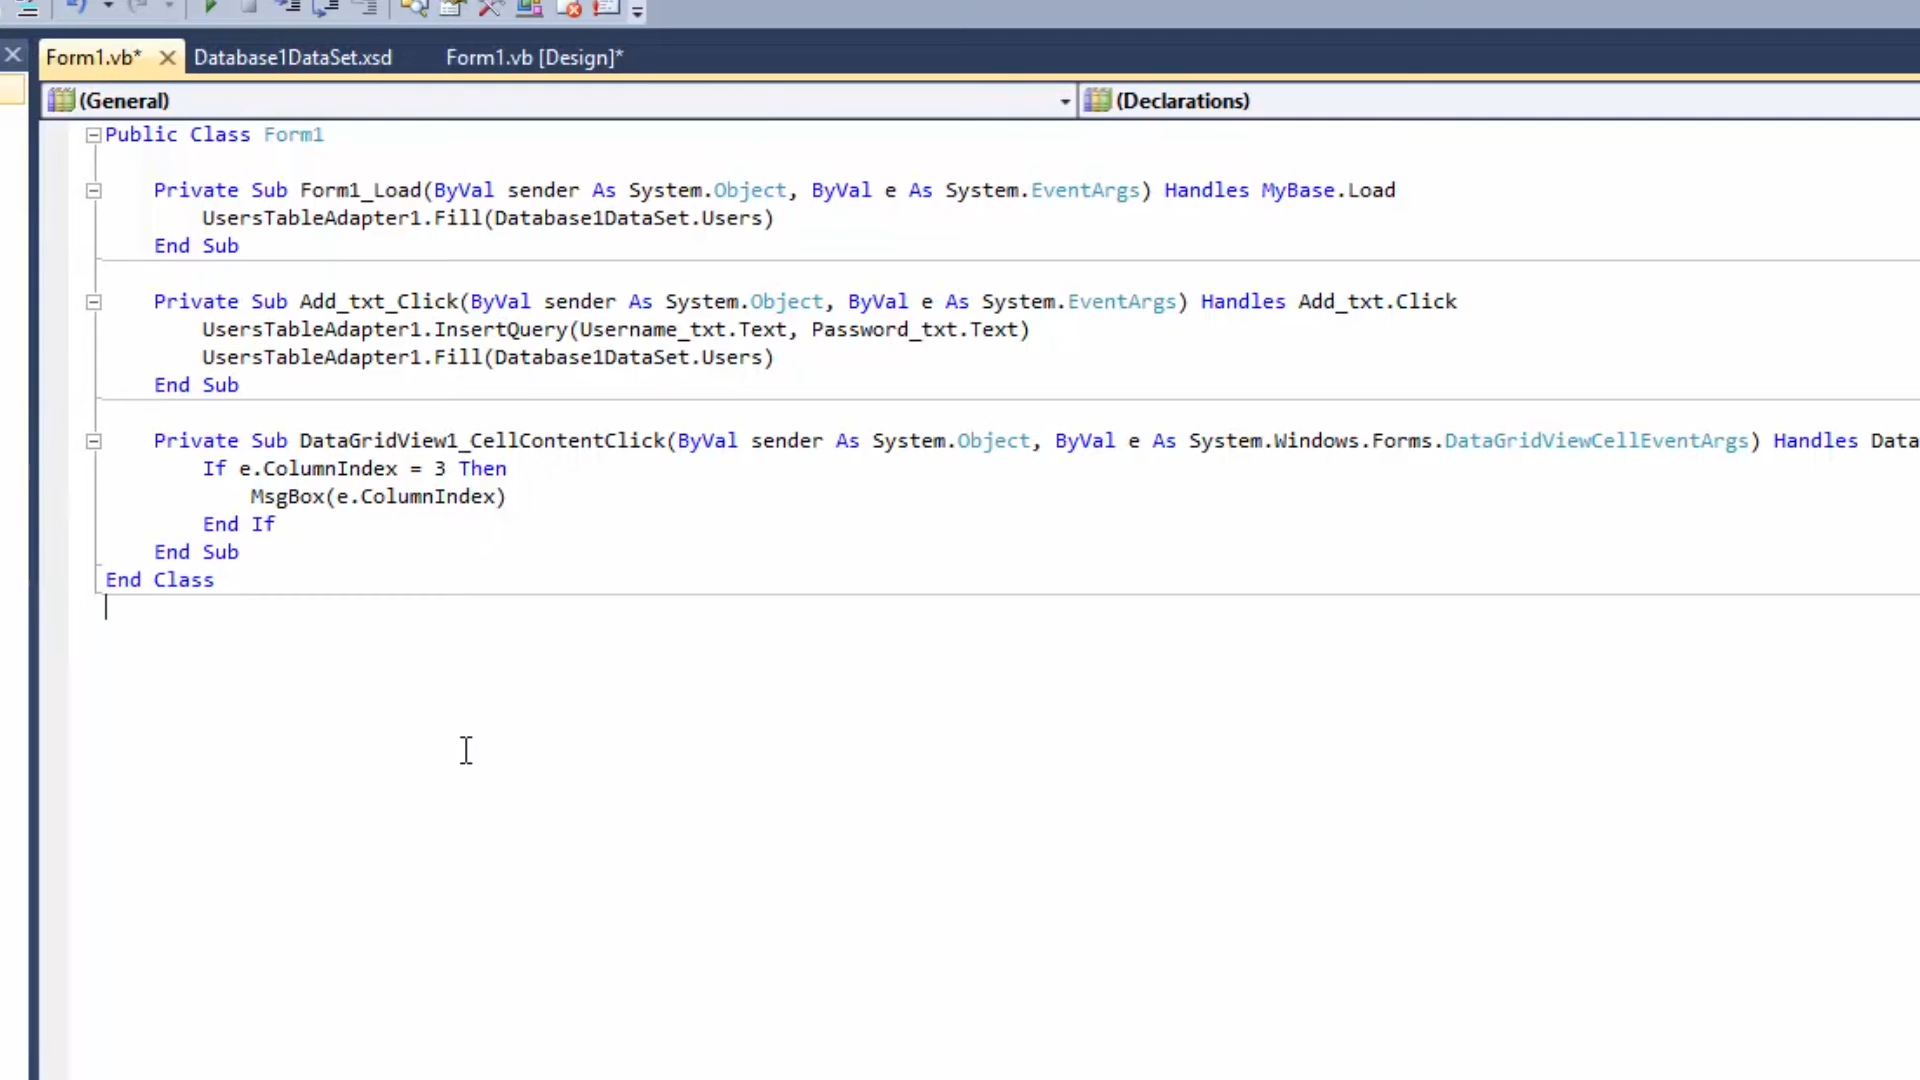 Form1.vb* Database1DataSet.xsd Form1.vb [Design]*
(General) (Declarations)
Public Class Form1
Private Sub Form1_Load(ByVal sender As System.Object, ByVal e As System.EventArgs) Handles MyBase.Load
UsersTableAdapter1.Fill(Database1DataSet.Users)
End Sub
Private Sub Add_txt_Click(ByVal sender As System.Object, ByVal e As System.EventArgs) Handles Add_txt.Click
UsersTableAdapter1.InsertQuery(Username_txt.Text, Password_txt.Text)
UsersTableAdapter1.Fill(Database1DataSet.Users)
End Sub
Private Sub DataGridView1_CellContentClick(ByVal sender As System.Object, ByVal e As System.Windows.Forms.DataGridViewCellEventArgs) Handles Data
If e.ColumnIndex = 3 Then
MsgBox(e.ColumnIndex)
End If
End Sub
End Class